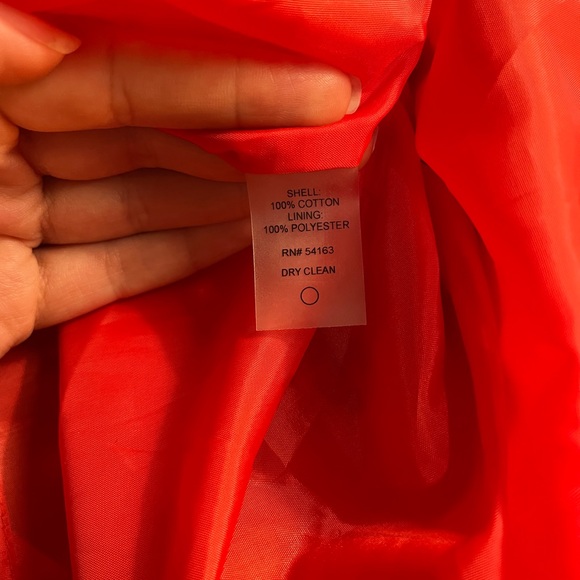 SHELL:
100% COTTON
LINING:
100% POLYESTER
RN# 54163
DRY CLEAN